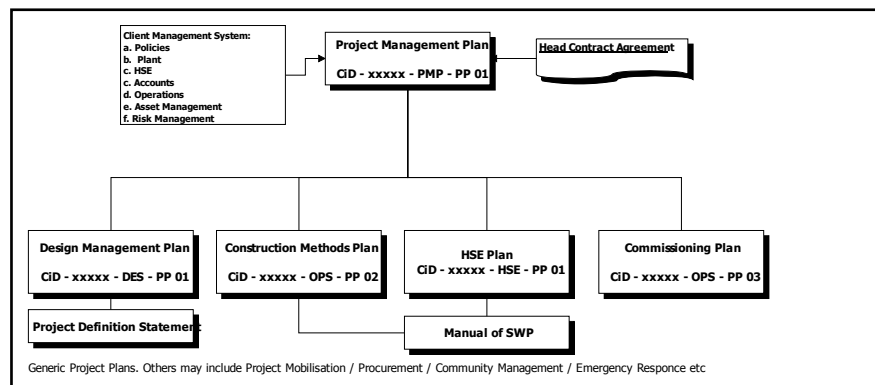 Client Management System:
a. Policies
b. Plant
c. HSE
c. Accounts
d. Operations
e. Asset Management
f. Risk Management
Project Management Plan
CiD - xxxxx - PMP - PP 01
Head Contract Agreement
Design Management Plan
CiD - xxxxx - DES - PP 01
Construction Methods Plan
CiD - xxxxx - OPS - PP 02
HSE Plan
CiD - xxxxx - HSE - PP 01
Commissioning Plan
CiD - xxxxx - OPS - PP 03
Project Definition Statement
Manual of SWP
Generic Project Plans. Others may include Project Mobilisation / Procurement / Community Management / Emergency Responce etc